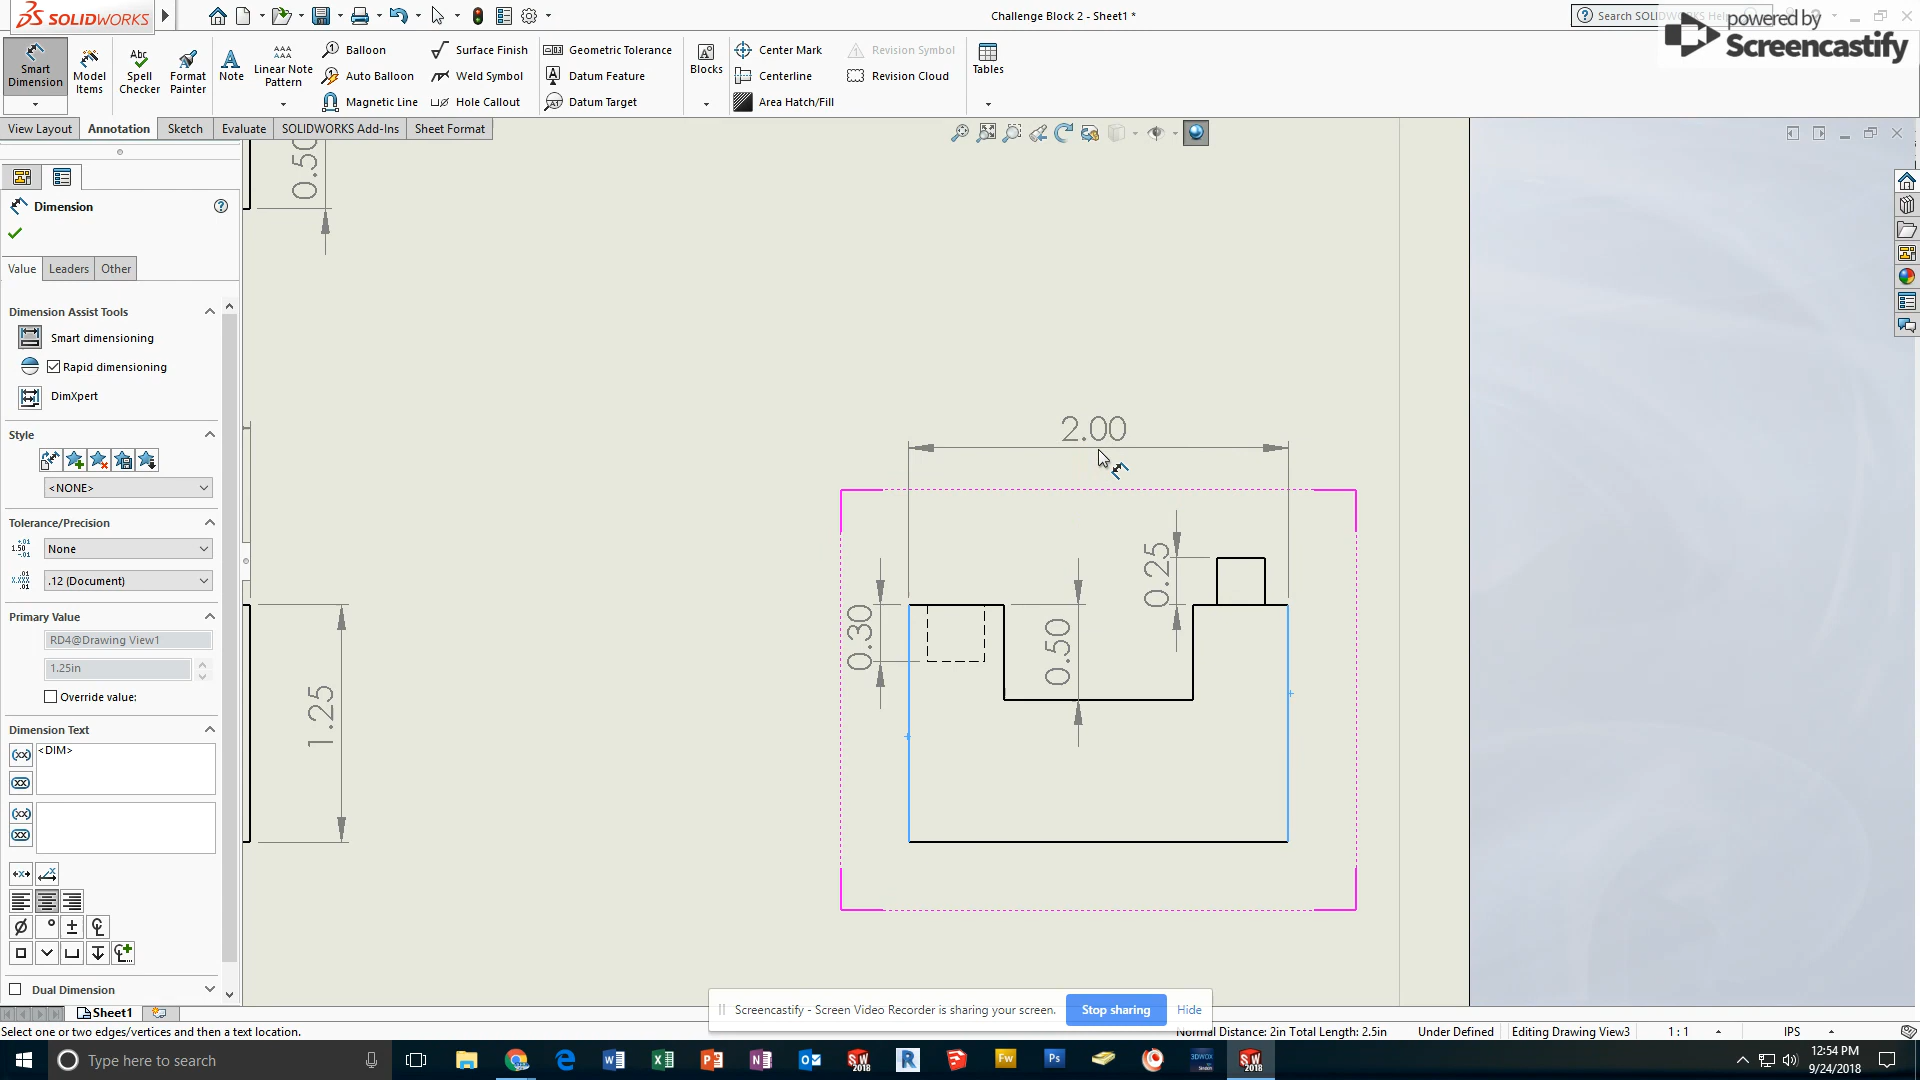 SOLIDWORKS
Challenge Block 2 - Sheet1 *
Search SOLIDWORKS Help
powered by
Screencastify
Smart Dimension
Model Items
Spell Checker
Format Painter
Note
Linear Note Pattern
Balloon
Auto Balloon
Magnetic Line
Surface Finish
Weld Symbol
Hole Callout
Geometric Tolerance
Datum Feature
Datum Target
Blocks
Center Mark
Centerline
Area Hatch/Fill
Revision Symbol
Revision Cloud
Tables
View Layout
Annotation
Sketch
Evaluate
SOLIDWORKS Add-Ins
Sheet Format
Dimension
Value
Leaders
Other
Dimension Assist Tools
Smart dimensioning
Rapid dimensioning
DimXpert
Style
<NONE>
Tolerance/Precision
None
.12 (Document)
Primary Value
RD4@Drawing View1
1.25in
Override value:
Dimension Text
<DIM>
Dual Dimension
0.50
1.25
2.00
0.25
0.30
0.50
Sheet1
Screencastify - Screen Video Recorder is sharing your screen.
Stop sharing
Hide
Select one or two edges/vertices and then a text location.
Normal Distance: 2in Total Length: 2.5in
Under Defined
Editing Drawing View3
1 : 1
IPS
Type here to search
12:54 PM
9/24/2018